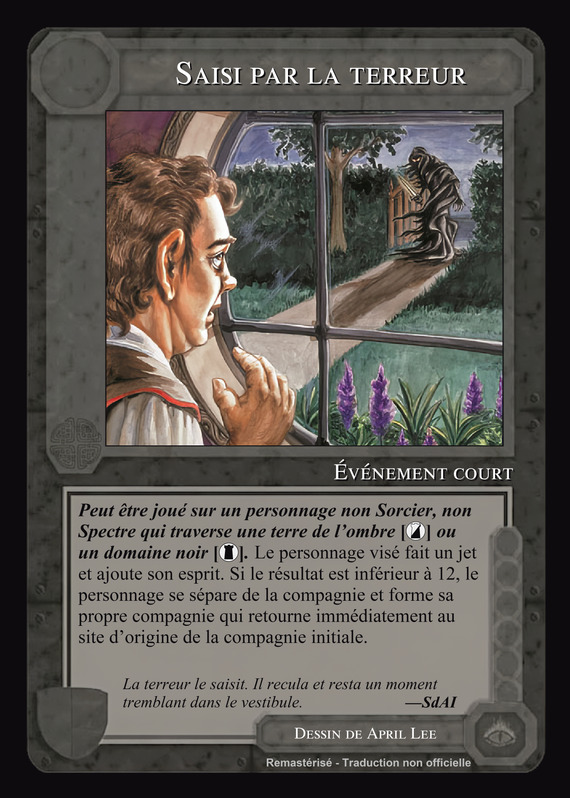 Saisi par la terreur
Événement court
Peut être joué sur un personnage non Sorcier, non
Spectre qui traverse une terre de l'ombre [] ou
un domaine noir []. Le personnage visé fait un jet
et ajoute son esprit. Si le résultat est inférieur à 12, le
personnage se sépare de la compagnie et forme sa
propre compagnie qui retourne immédiatement au
site d'origine de la compagnie initiale.
La terreur le saisit. Il recula et resta un moment
tremblant dans le vestibule. —SdAI
Dessin de April Lee
Remastérisé - Traduction non officielle